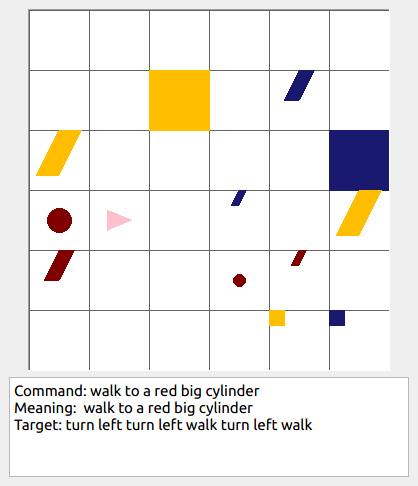 Command: walk to a red big cylinder
Meaning:  walk to a red big cylinder
Target: turn left turn left walk turn left walk